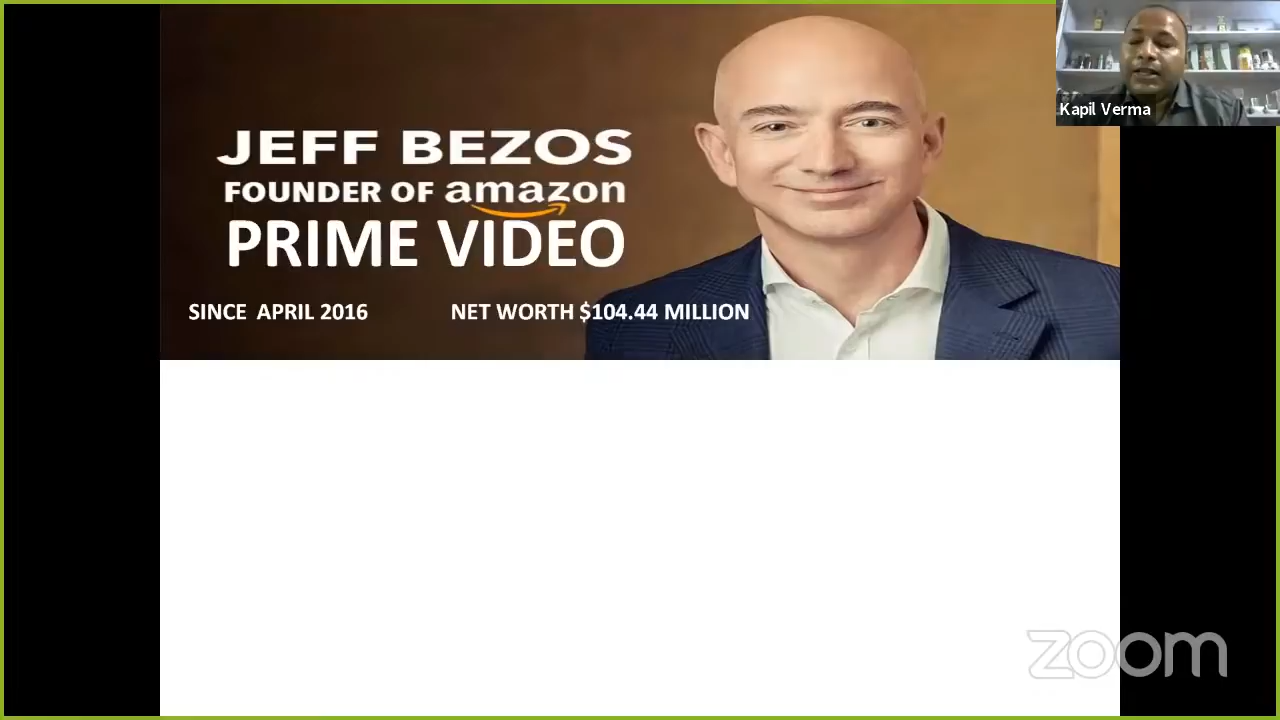 JEFF BEZOS
FOUNDER OF amazon
PRIME VIDEO
SINCE APRIL 2016 NET WORTH $104.44 MILLION
Kapil Verma
zoom